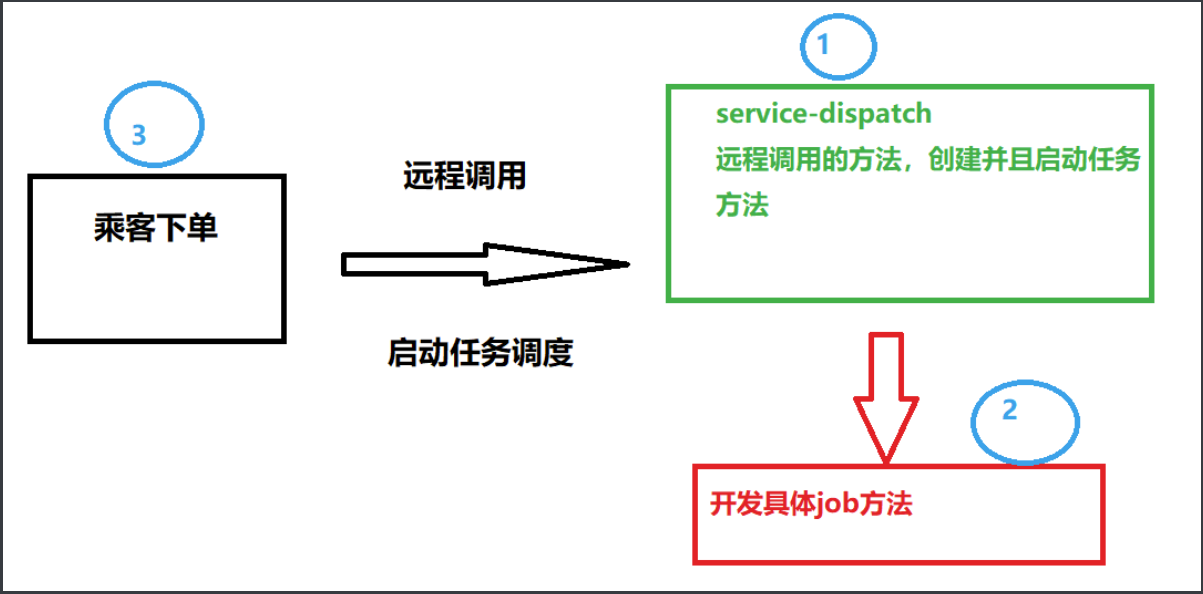 3
乘客下单
远程调用
启动任务调度
1
service-dispatch
远程调用的方法，创建并且启动任务
方法
2
开发具体job方法